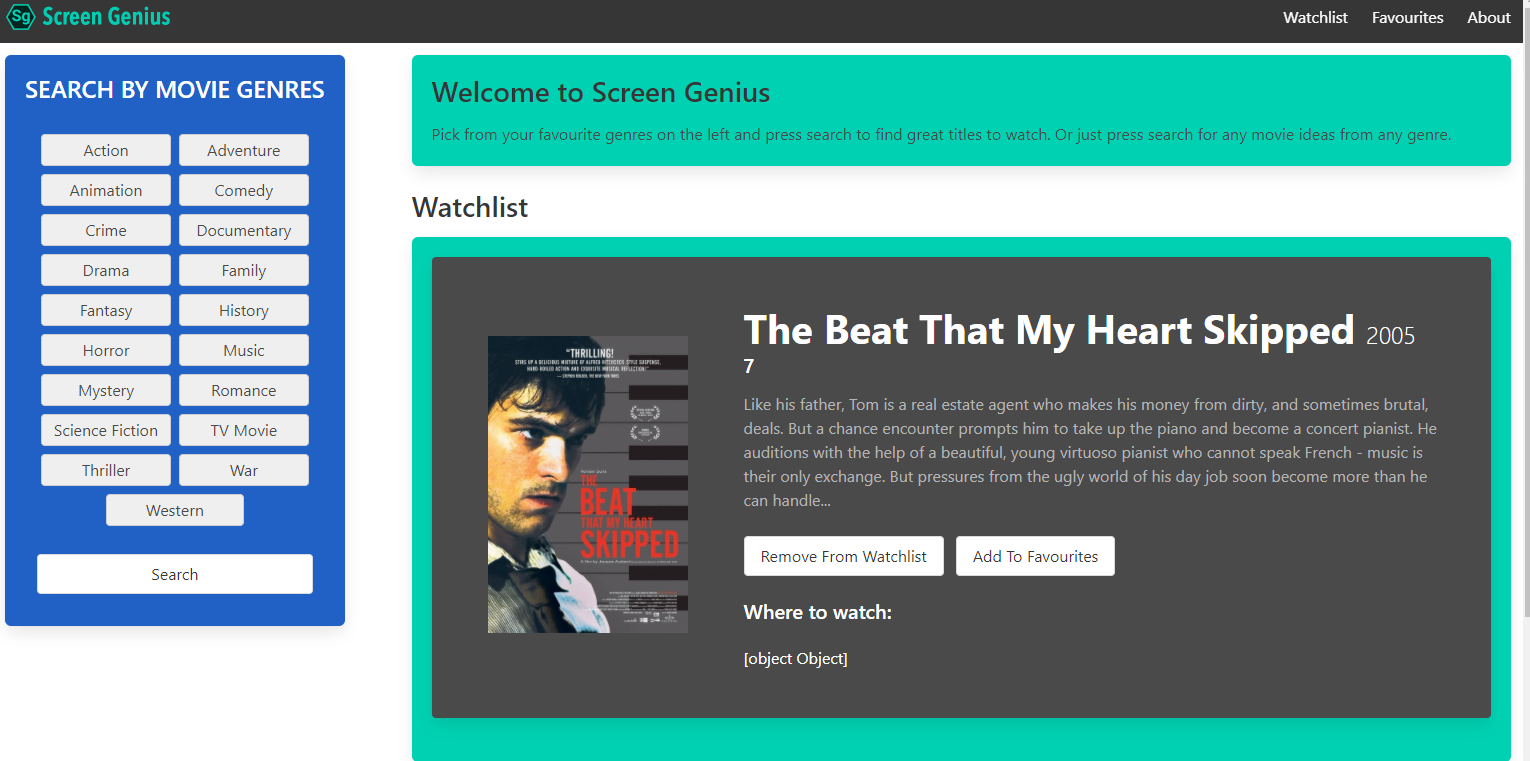 Sg Screen Genius
Watchlist Favourites About
SEARCH BY MOVIE GENRES
Action Adventure
Animation Comedy
Crime Documentary
Drama Family
Fantasy History
Horror Music
Mystery Romance
Science Fiction TV Movie
Thriller War
Western
Search
Welcome to Screen Genius
Pick from your favourite genres on the left and press search to find great titles to watch. Or just press search for any movie ideas from any genre.
Watchlist
"THRILLING!
STIRS UP A DELICIOUS MIXTURE OF ALFRED HITCHCOCK-STYLE SUSPENSE,
HARD-BOILED ACTION AND EXQUISITE MUSICAL REFLECTION!"
THE
BEAT
THAT MY HEART
SKIPPED
The Beat That My Heart Skipped 2005
7
Like his father, Tom is a real estate agent who makes his money from dirty, and sometimes brutal,
deals. But a chance encounter prompts him to take up the piano and become a concert pianist. He
auditions with the help of a beautiful, young virtuoso pianist who cannot speak French - music is
their only exchange. But pressures from the ugly world of his day job soon become more than he
can handle...
Remove From Watchlist Add To Favourites
Where to watch:
[object Object]